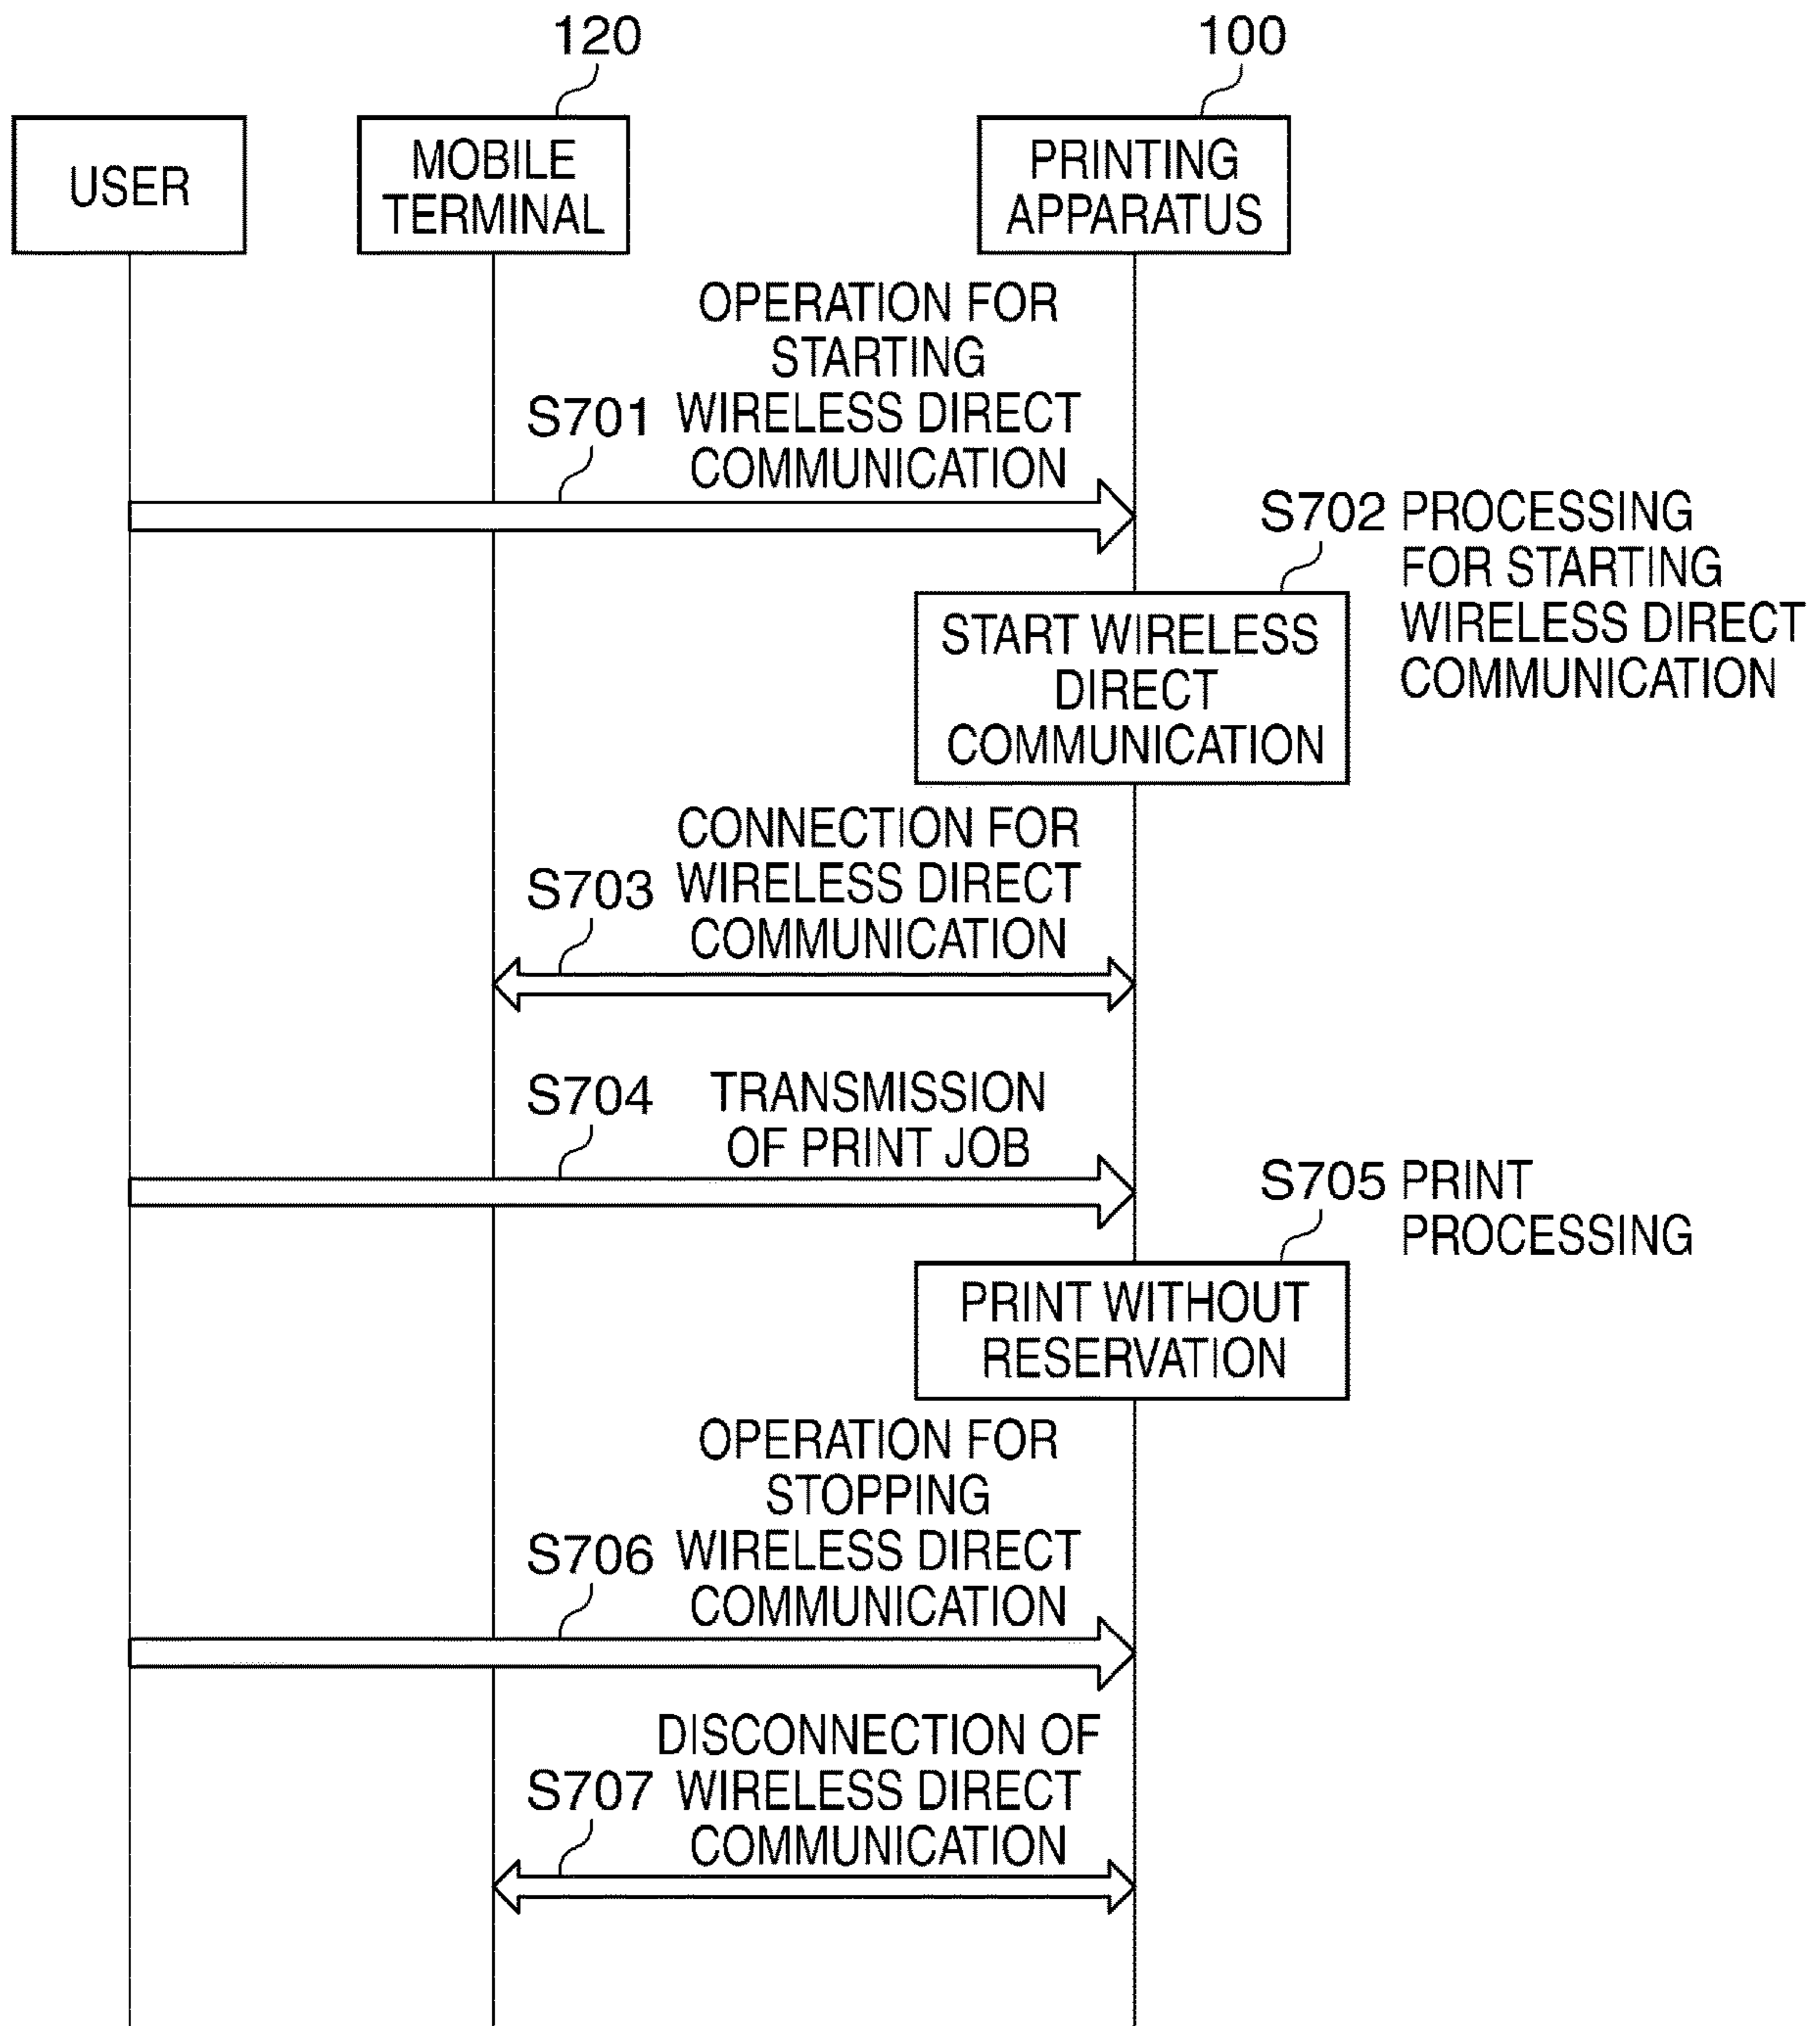 120
100
USER
MOBILE
TERMINAL
PRINTING
APPARATUS
OPERATION FOR
STARTING
S701 WIRELESS DIRECT
COMMUNICATION
S702 PROCESSING
FOR STARTING
WIRELESS DIRECT
COMMUNICATION
START WIRELESS
DIRECT
COMMUNICATION
CONNECTION FOR
S703 WIRELESS DIRECT
COMMUNICATION
S704 TRANSMISSION
OF PRINT JOB
S705 PRINT
PROCESSING
PRINT WITHOUT
RESERVATION
OPERATION FOR
STOPPING
S706 WIRELESS DIRECT
COMMUNICATION
DISCONNECTION OF
S707 WIRELESS DIRECT
COMMUNICATION